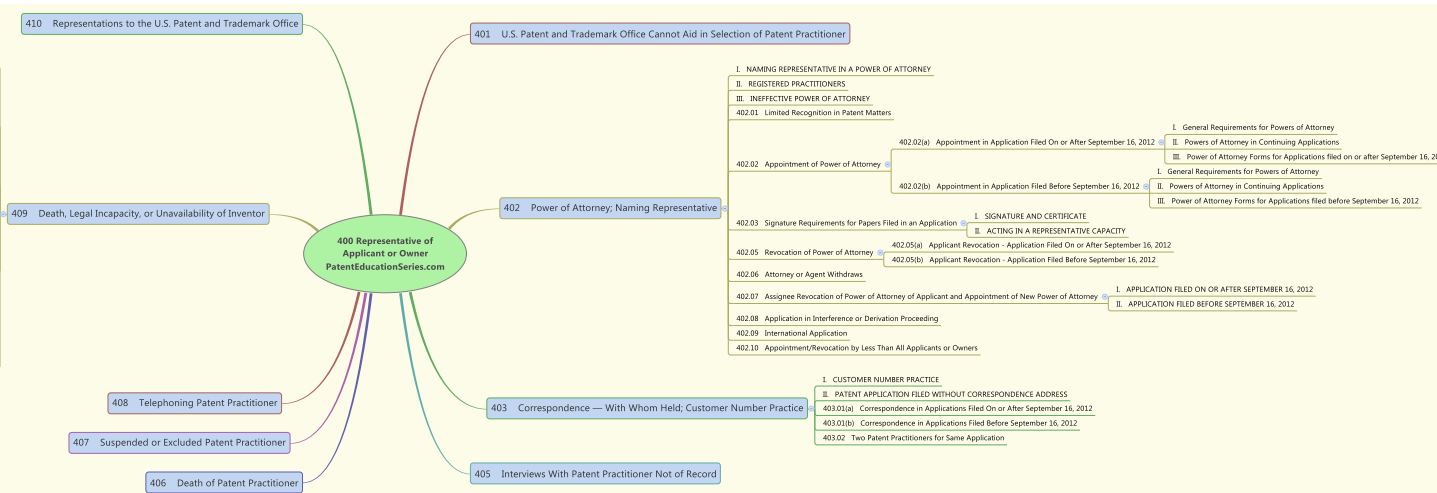 410 Representations to the U.S. Patent and Trademark Office
401 U.S. Patent and Trademark Office Cannot Aid in Selection of Patent Practitioner
I. NAMING REPRESENTATIVE IN A POWER OF ATTORNEY
II. REGISTERED PRACTITIONERS
III. INEFFECTIVE POWER OF ATTORNEY
402.01 Limited Recognition in Patent Matters
I. General Requirements for Powers of Attorney
402.02(a) Appointment in Application Filed On or After September 16, 2012
II. Powers of Attorney in Continuing Applications
III. Power of Attorney Forms for Applications filed on or after September 16,
402.02 Appointment of Power of Attorney
I. General Requirements for Powers of Attorney
402.02(b) Appointment in Application Filed Before September 16, 2012
II. Powers of Attorney in Continuing Applications
III. Power of Attorney Forms for Applications filed before September 16, 2012
409 Death, Legal Incapacity, or Unavailability of Inventor
402 Power of Attorney; Naming Representative
402.03 Signature Requirements for Papers Filed in an Application
I. SIGNATURE AND CERTIFICATE
II. ACTING IN A REPRESENTATIVE CAPACITY
400 Representative of
Applicant or Owner
PatentEducationSeries.com
402.05 Revocation of Power of Attorney
402.05(a) Applicant Revocation - Application Filed On or After September 16, 2012
402.05(b) Applicant Revocation - Application Filed Before September 16, 2012
402.06 Attorney or Agent Withdraws
402.07 Assignee Revocation of Power of Attorney of Applicant and Appointment of New Power of Attorney
I. APPLICATION FILED ON OR AFTER SEPTEMBER 16, 2012
II. APPLICATION FILED BEFORE SEPTEMBER 16, 2012
402.08 Application in Interference or Derivation Proceeding
402.09 International Application
402.10 Appointment/Revocation by Less Than All Applicants or Owners
408 Telephoning Patent Practitioner
403 Correspondence — With Whom Held; Customer Number Practice
I. CUSTOMER NUMBER PRACTICE
II. PATENT APPLICATION FILED WITHOUT CORRESPONDENCE ADDRESS
403.01(a) Correspondence in Applications Filed On or After September 16, 2012
403.01(b) Correspondence in Applications Filed Before September 16, 2012
403.02 Two Patent Practitioners for Same Application
407 Suspended or Excluded Patent Practitioner
405 Interviews With Patent Practitioner Not of Record
406 Death of Patent Practitioner